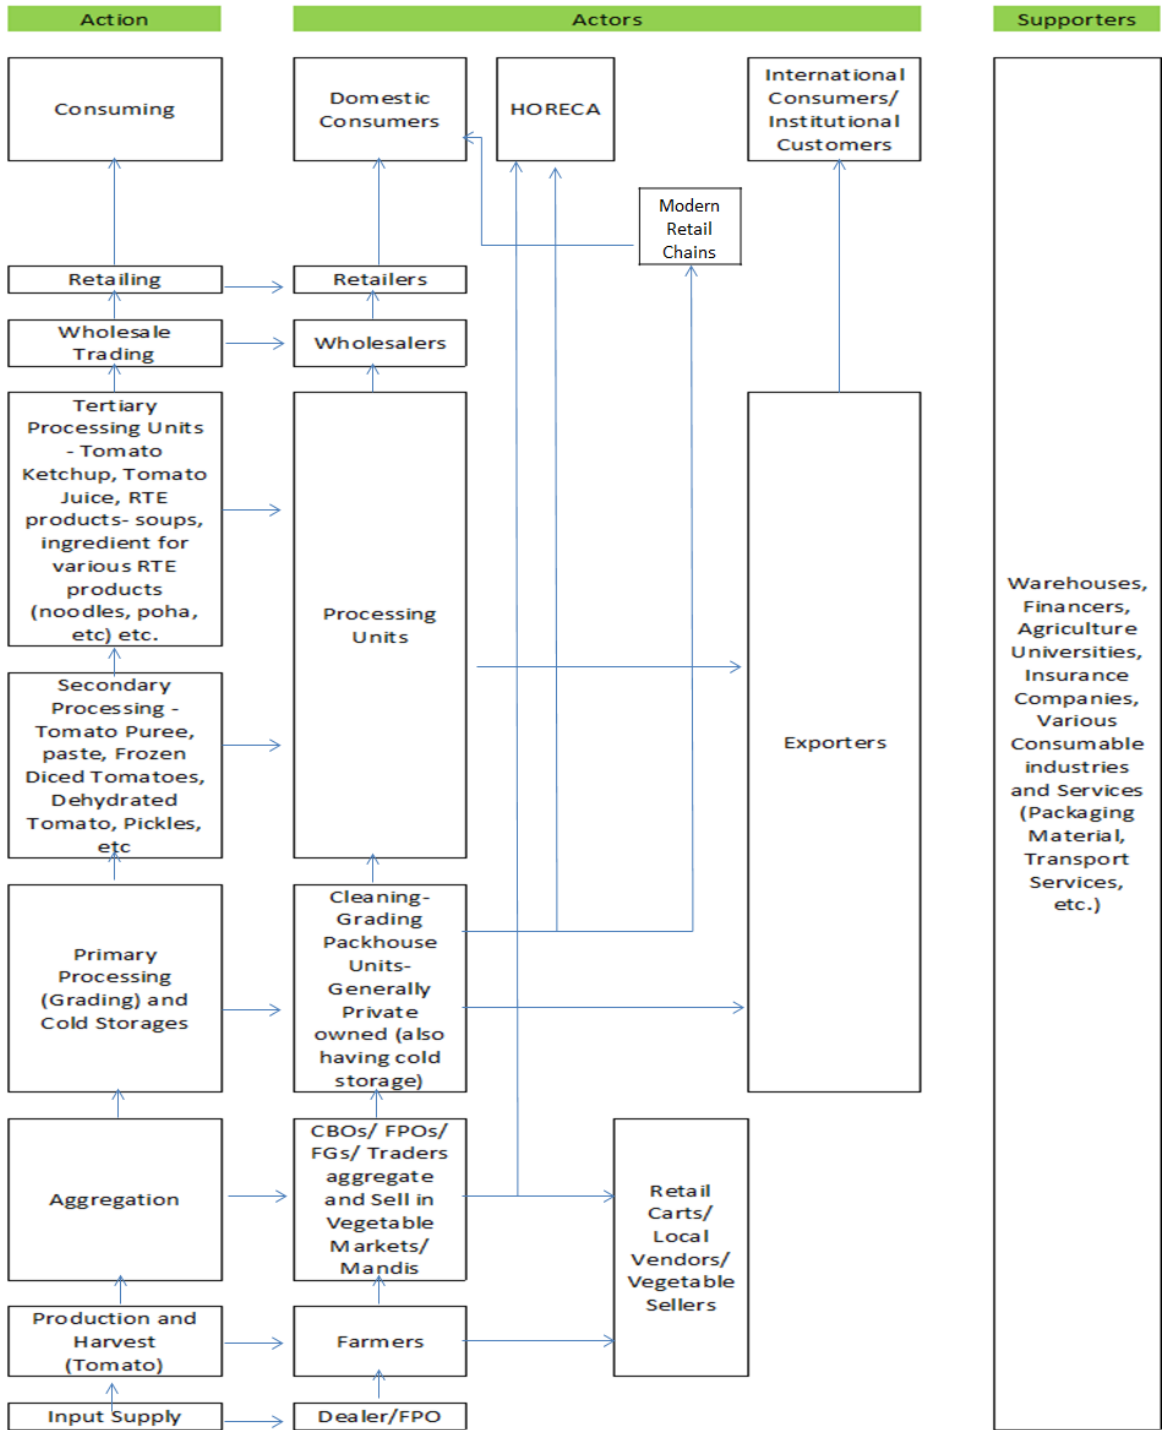 Action
Actors
Supporters
Consuming
Domestic
Consumers
HORECA
International
Consumers/
Institutional
Customers
Modern
Retail
Chains
Retailing
Retailers
Wholesale
Trading
Wholesalers
Tertiary
Processing Units
- Tomato
Ketchup, Tomato
Juice, RTE
products- soups,
ingredient for
various RTE
products
(noodles, poha,
etc) etc.
Processing
Units
Secondary
Processing -
Tomato Puree,
paste, Frozen
Diced Tomatoes,
Dehydrated
Tomato, Pickles,
etc
Exporters
Warehouses,
Financers,
Agriculture
Universities,
Insurance
Companies,
Various
Consumable
industries
and Services
(Packaging
Material,
Transport
Services,
etc.)
Primary
Processing
(Grading) and
Cold Storages
Cleaning-
Grading
Packhouse
Units-
Generally
Private
owned (also
having cold
storage)
Aggregation
CBOs/ FPOs/
FGs/ Traders
aggregate
and Sell in
Vegetable
Markets/
Mandis
Retail
Carts/
Local
Vendors/
Vegetable
Sellers
Production and
Harvest
(Tomato)
Farmers
Input Supply
Dealer/FPO